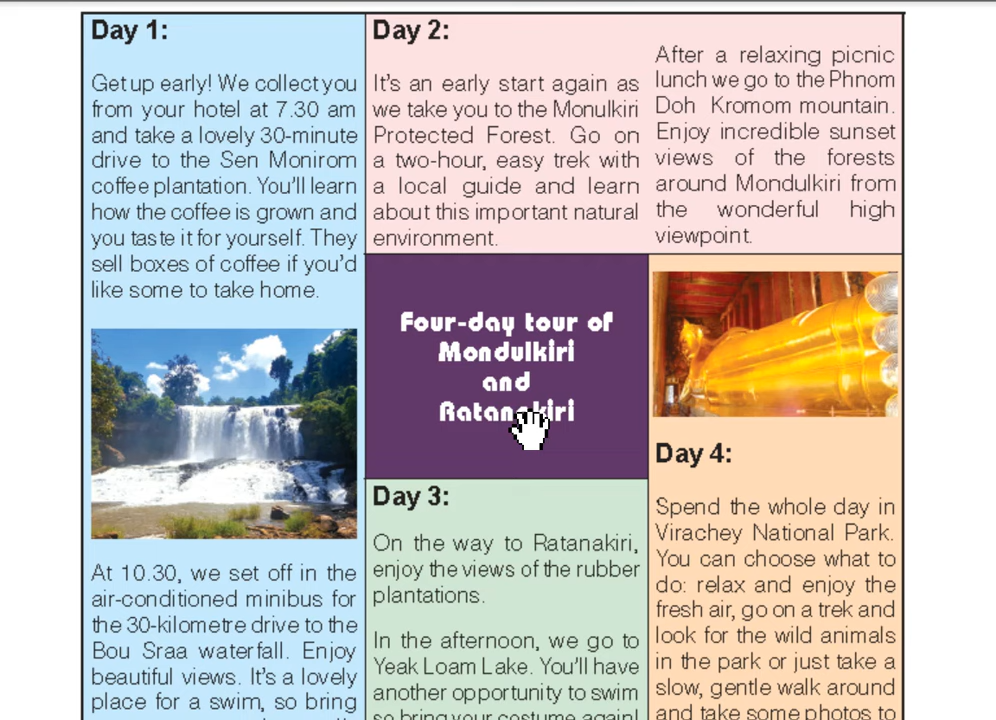 Day 1:
Get up early! We collect you
from your hotel at 7.30 am
and take a lovely 30-minute
drive to the Sen Monirom
coffee plantation. You'll learn
how the coffee is grown and
you taste it for yourself. They
sell boxes of coffee if you'd
like some to take home.
At 10.30, we set off in the
air-conditioned minibus for
the 30-kilometre drive to the
Bou Sraa waterfall. Enjoy
beautiful views. It's a lovely
place for a swim, so bring
Day 2:
It's an early start again as
we take you to the Monulkiri
Protected Forest. Go on
a two-hour, easy trek with
a local guide and learn
about this important natural
environment.
After a relaxing picnic
lunch we go to the Phnom
Doh Kromom mountain.
Enjoy incredible sunset
views of the forests
around Mondulkiri from
the wonderful high
viewpoint.
Four-day tour of
Mondulkiri
and
Ratanakiri
Day 3:
On the way to Ratanakiri,
enjoy the views of the rubber
plantations.
In the afternoon, we go to
Yeak Loam Lake. You'll have
another opportunity to swim
so bring your costume again!
Day 4:
Spend the whole day in
Virachey National Park.
You can choose what to
do: relax and enjoy the
fresh air, go on a trek and
look for the wild animals
in the park or just take a
slow, gentle walk around
and take some photos to